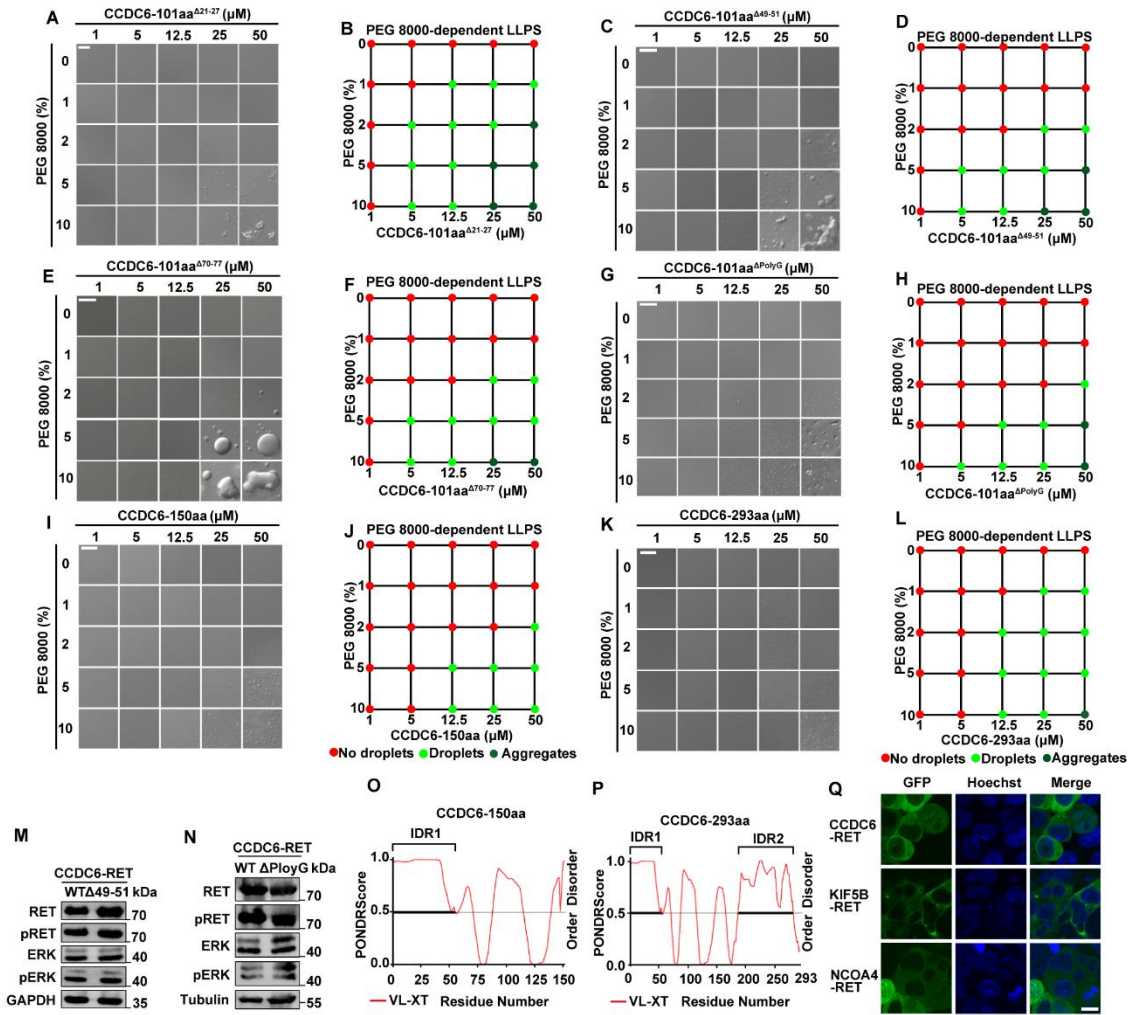 A
CCDC6-101aaΔ21-27 (μM)
1 5 12.5 25 50
PEG 8000 (%)
0
1
2
5
10
B
PEG 8000-dependent LLPS
PEG 8000 (%)
0
1
2
5
10
1 5 12.5 25 50
CCDC6-101aaΔ21-27 (μM)
C
CCDC6-101aaΔ49-51 (μM)
1 5 12.5 25 50
PEG 8000 (%)
0
1
2
5
10
D
PEG 8000-dependent LLPS
PEG 8000 (%)
0
1
2
5
10
1 5 12.5 25 50
CCDC6-101aaΔ49-51 (μM)
E
CCDC6-101aaΔ70-77 (μM)
1 5 12.5 25 50
PEG 8000 (%)
0
1
2
5
10
F
PEG 8000-dependent LLPS
PEG 8000 (%)
0
1
2
5
10
1 5 12.5 25 50
CCDC6-101aaΔ70-77 (μM)
G
CCDC6-101aaΔPolyG (μM)
1 5 12.5 25 50
PEG 8000 (%)
0
1
2
5
10
H
PEG 8000-dependent LLPS
PEG 8000 (%)
0
1
2
5
10
1 5 12.5 25 50
CCDC6-101aaΔPolyG (μM)
I
CCDC6-150aa (μM)
1 5 12.5 25 50
PEG 8000 (%)
0
1
2
5
10
J
PEG 8000-dependent LLPS
PEG 8000 (%)
0
1
2
5
10
1 5 12.5 25 50
CCDC6-150aa (μM)
No droplets Droplets Aggregates
K
CCDC6-293aa (μM)
1 5 12.5 25 50
PEG 8000 (%)
0
1
2
5
10
L
PEG 8000-dependent LLPS
PEG 8000 (%)
0
1
2
5
10
1 5 12.5 25 50
CCDC6-293aa (μM)
No droplets Droplets Aggregates
M
CCDC6-RET
WT Δ49-51 kDa
RET 70
pRET 70
ERK 40
pERK 40
GAPDH 35
N
CCDC6-RET
WT ΔPloyG kDa
RET 70
pRET 70
ERK 40
pERK 40
Tubulin 55
O
CCDC6-150aa
IDR1
PONDR Score
1.0
0.5
0.0
Order Disorder
0 25 50 75 100 125 150
VL-XT Residue Number
P
CCDC6-293aa
IDR1 IDR2
PONDR Score
1.0
0.5
0.0
Order Disorder
0 50 100 150 200 250 293
VL-XT Residue Number
Q
GFP Hoechst Merge
CCDC6
-RET
KIF5B
-RET
NCOA4
-RET